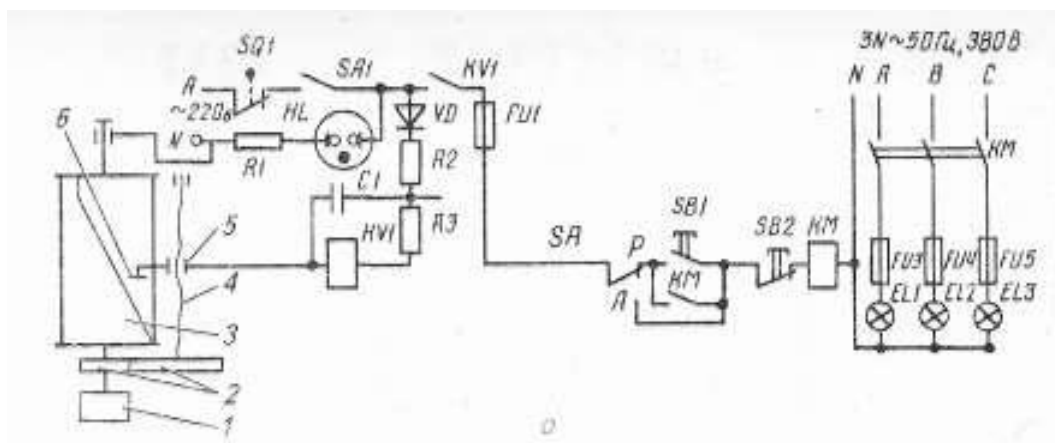 3N~50Гц, 380В
SQ1
SA1
KV1
N
A
B
C
A
~220в
HL
VD
FU1
6
N
R1
R2
KM
C1
SB1
R3
5
KV1
SA
P
SB2
KM
FU3
FU4
FU5
4
KM
EL1
EL2
EL3
A
3
2
1